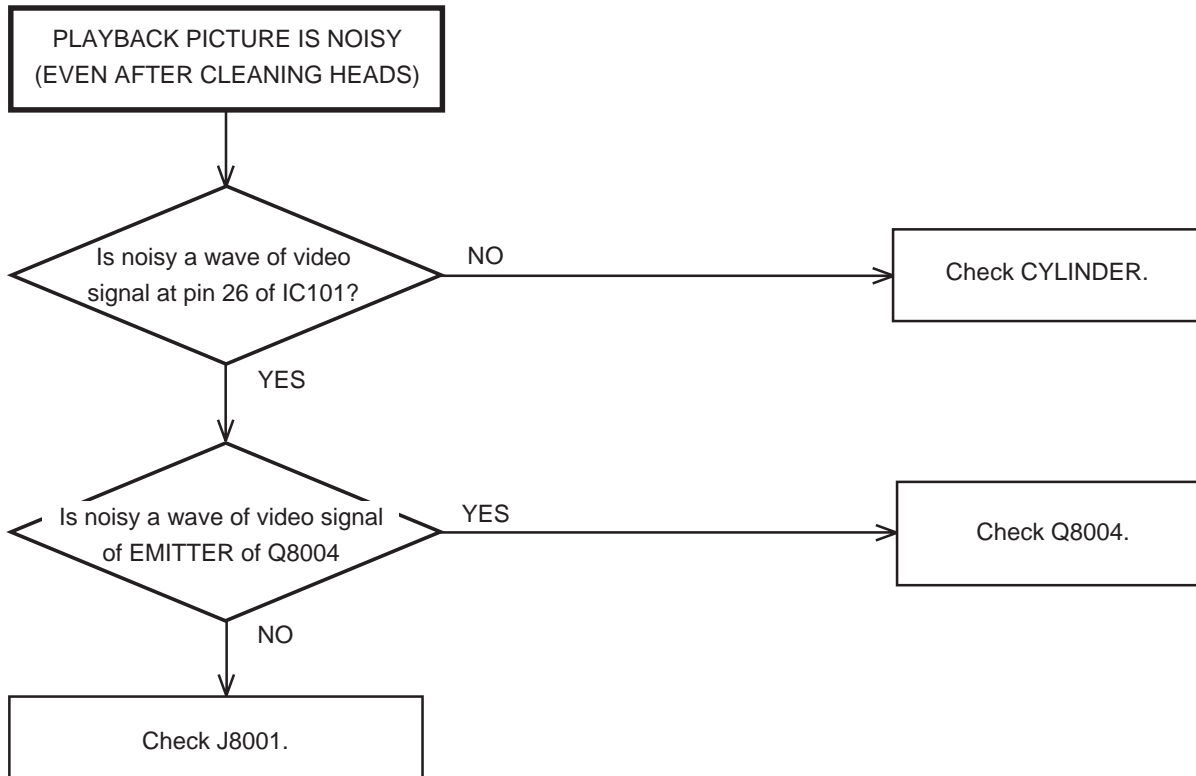 PLAYBACK PICTURE IS NOISY
(EVEN AFTER CLEANING HEADS)
Is noisy a wave of video
signal at pin 26 of IC101?
NO
Check CYLINDER.
YES
Is noisy a wave of video signal
of EMITTER of Q8004
YES
Check Q8004.
NO
Check J8001.